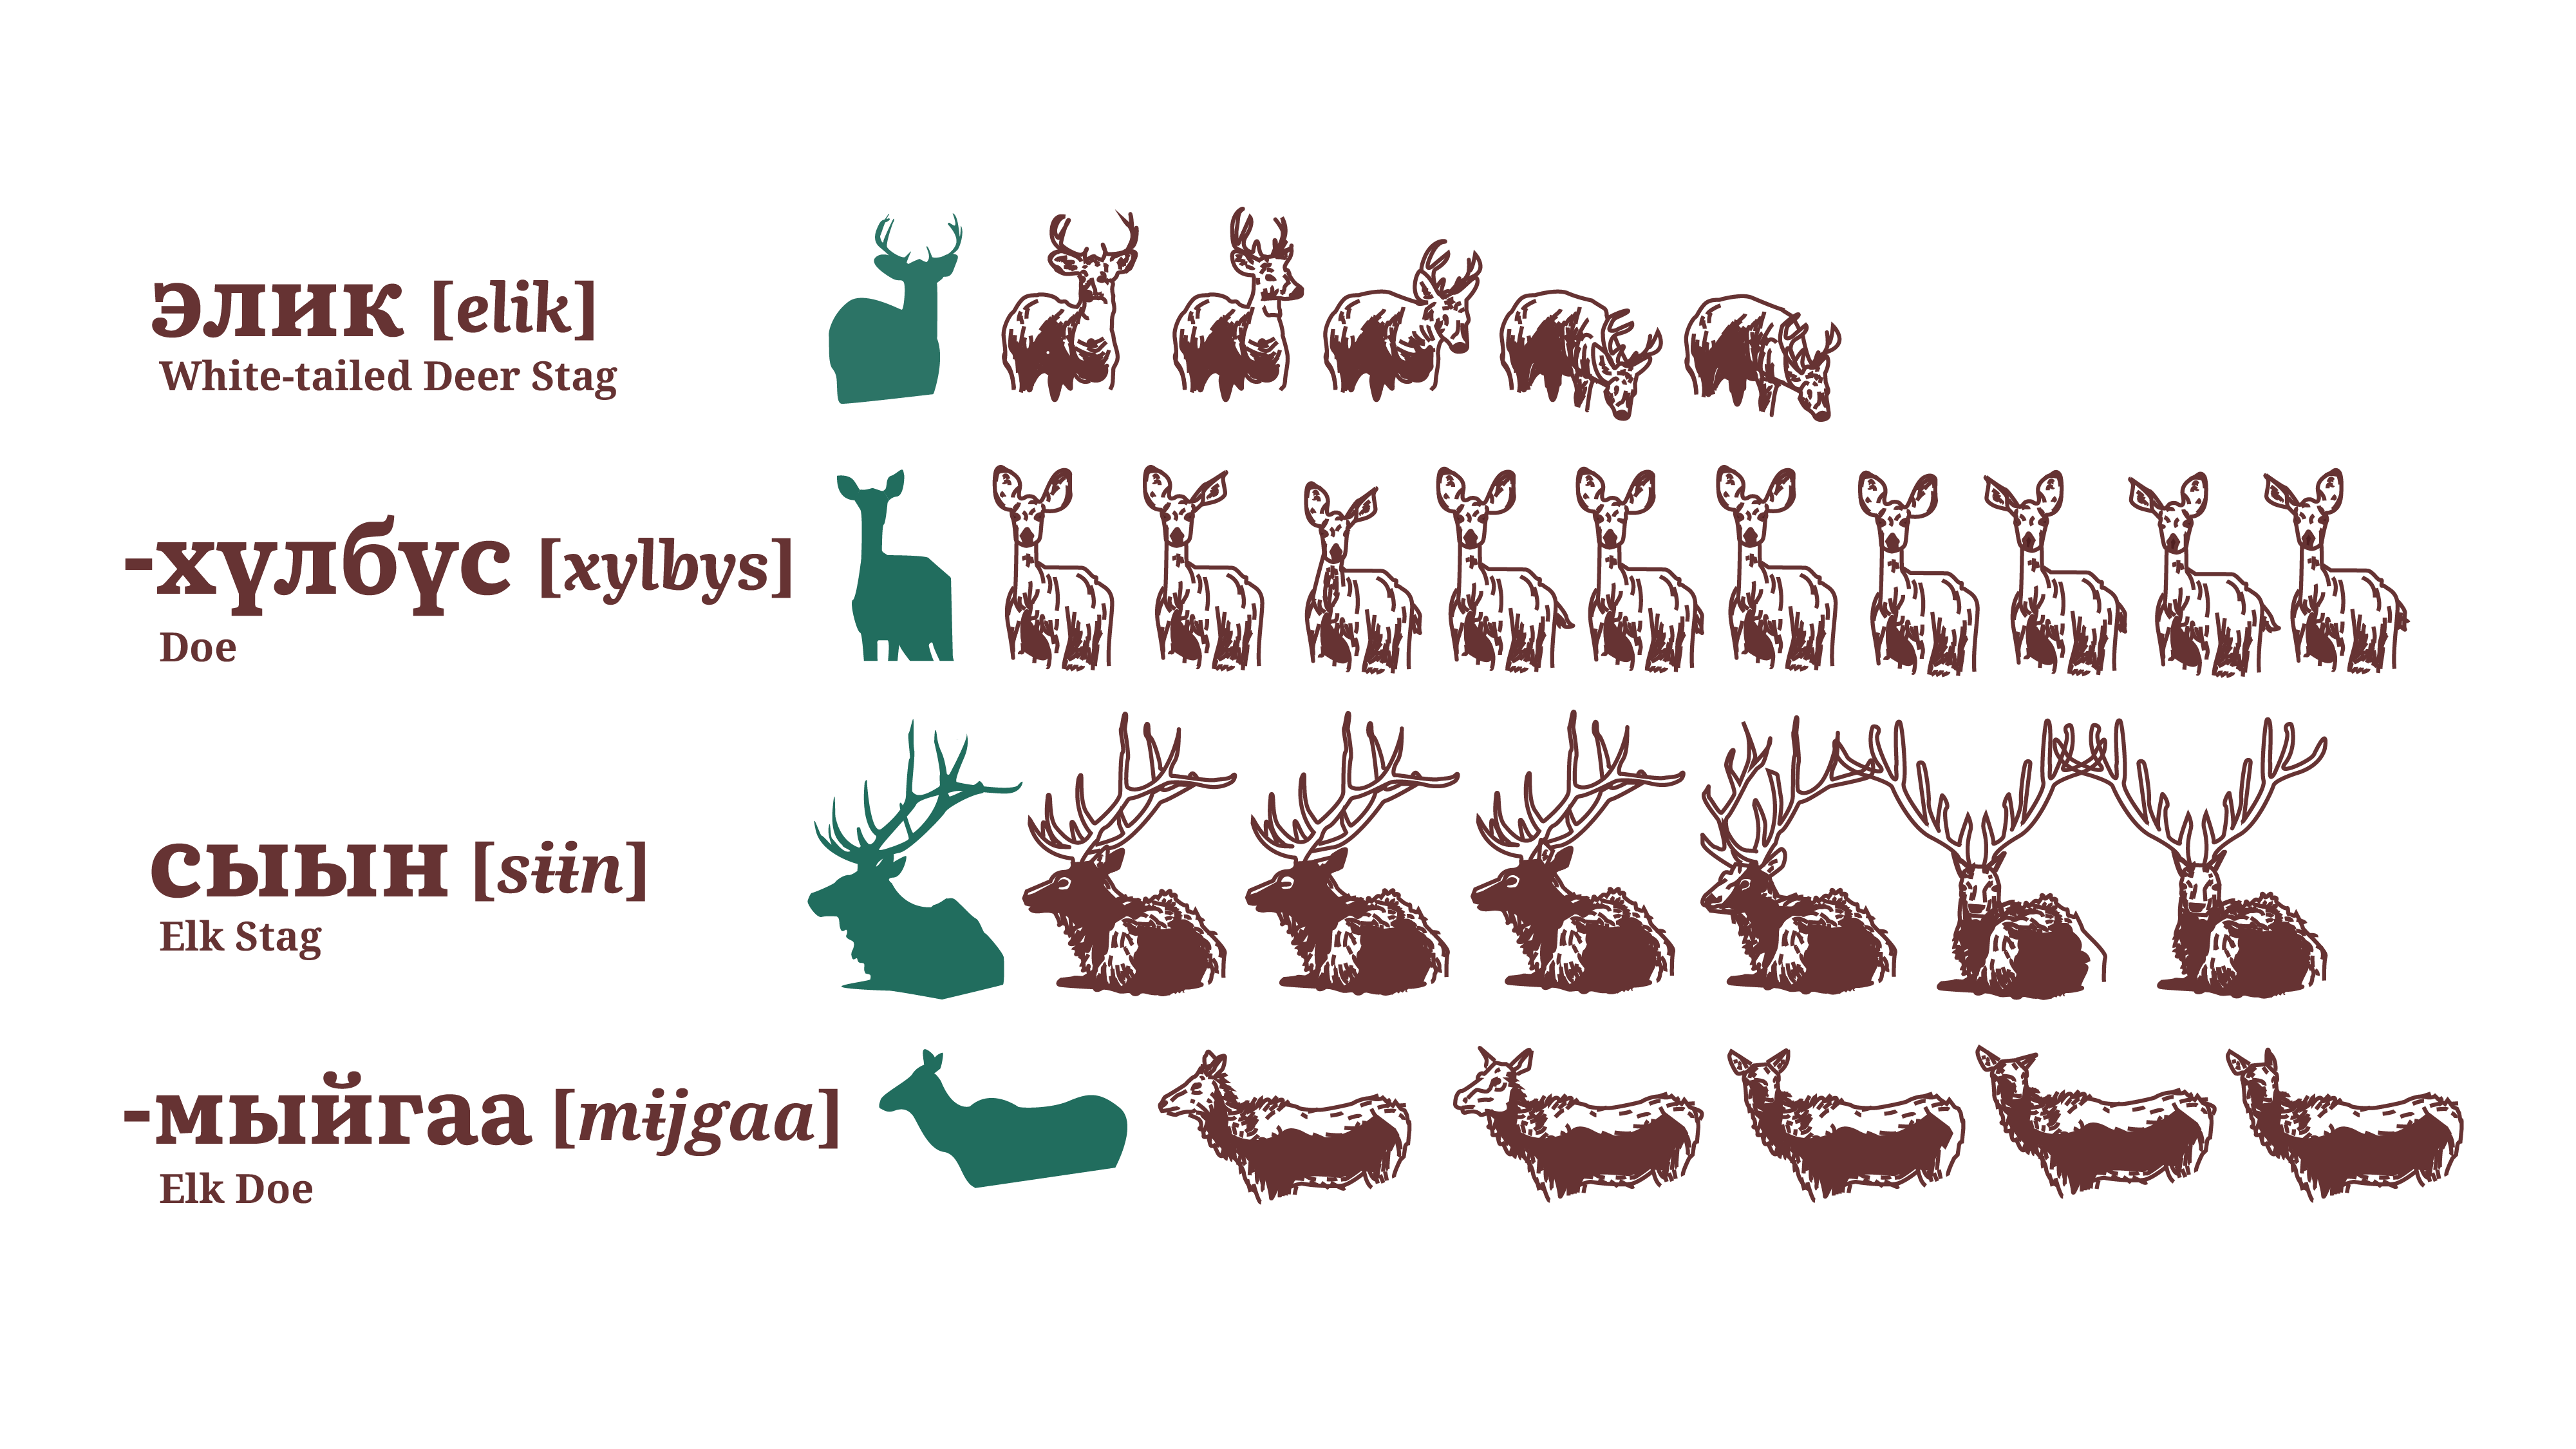 элик [elik]
White-tailed Deer Stag
-хүлбүс [xylbys]
Doe
сыын [sɨɨn]
Elk Stag
-мыйгаа [mɨjgaa]
Elk Doe